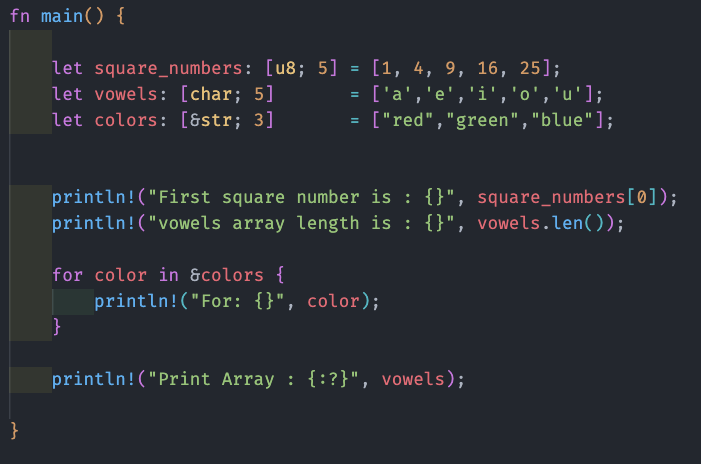 fn main() {
    let square_numbers: [u8; 5] = [1, 4, 9, 16, 25];
    let vowels: [char; 5]       = ['a','e','i','o','u'];
    let colors: [&str; 3]       = ["red","green","blue"];
    println!("First square number is : {}", square_numbers[0]);
    println!("vowels array length is : {}", vowels.len());
    for color in &colors {
        println!("For: {}", color);
    }
    println!("Print Array : {:?}", vowels);
}